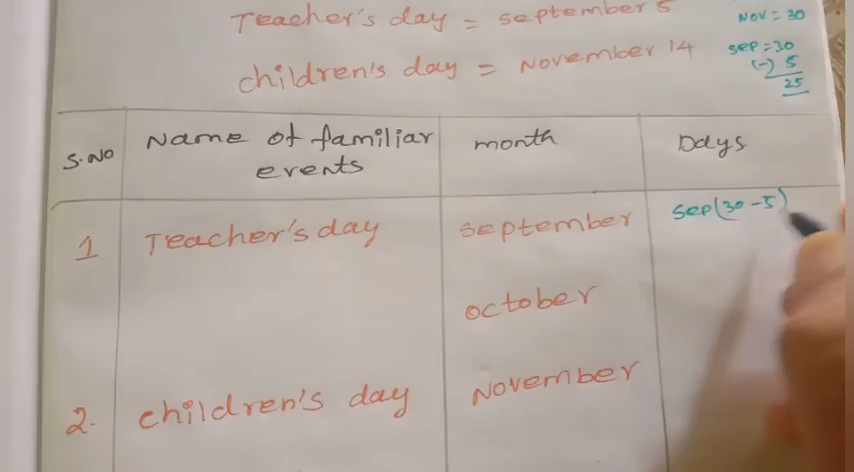 Teacher's day = september 5
children's day = November 14
Nov = 30
sep = 30
(-) 5
25
S.No
Name of familiar events
month
Days
1
Teacher's day
september
sep(30-5)
october
2.
children's day
November